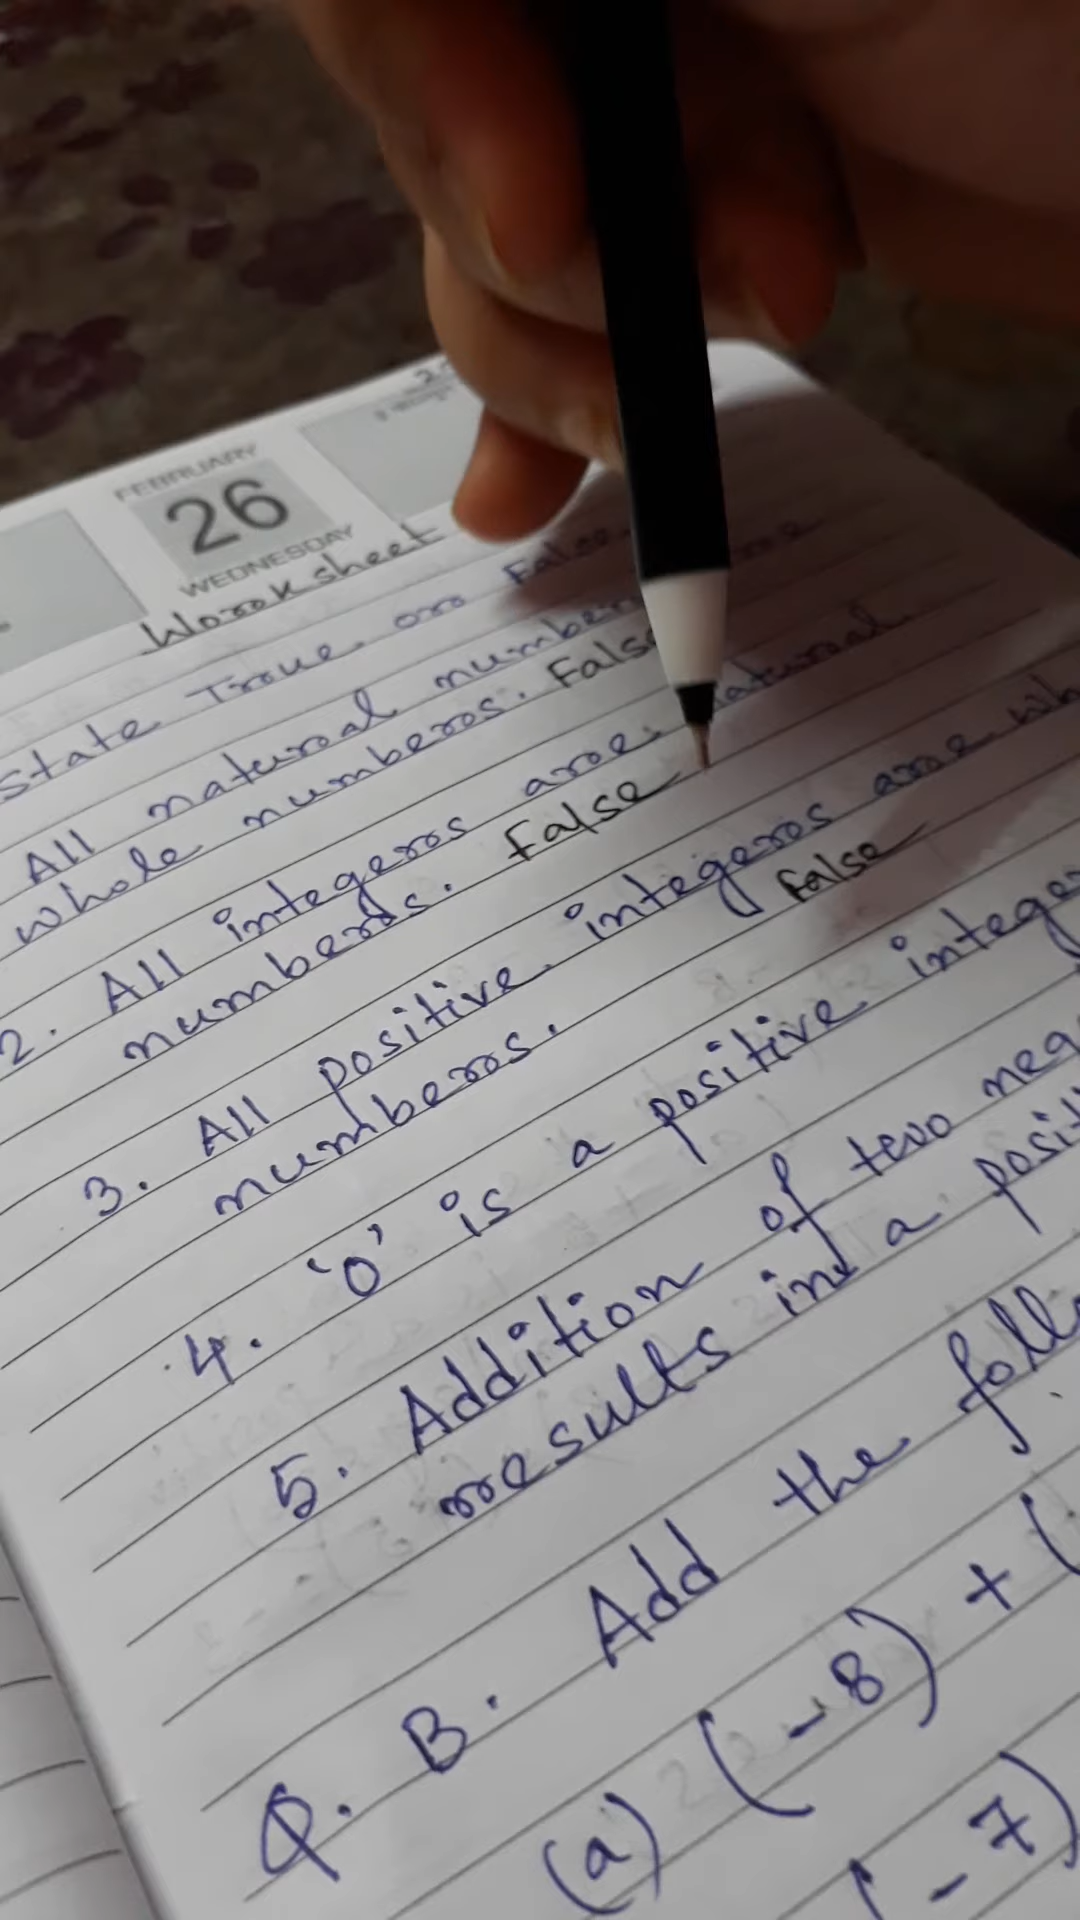 FEBRUARY
26
WEDNESDAY
Worksheet
State True or False.
All natural numbers
whole numbers. False
2. All integers are natural
numbers. False
3. All positive integers are wh
numbers. False
4. '0' is a positive integer
5. Addition of two neg
results in a posit
Q. B. Add the foll
(a) (-8) + (
(-7)